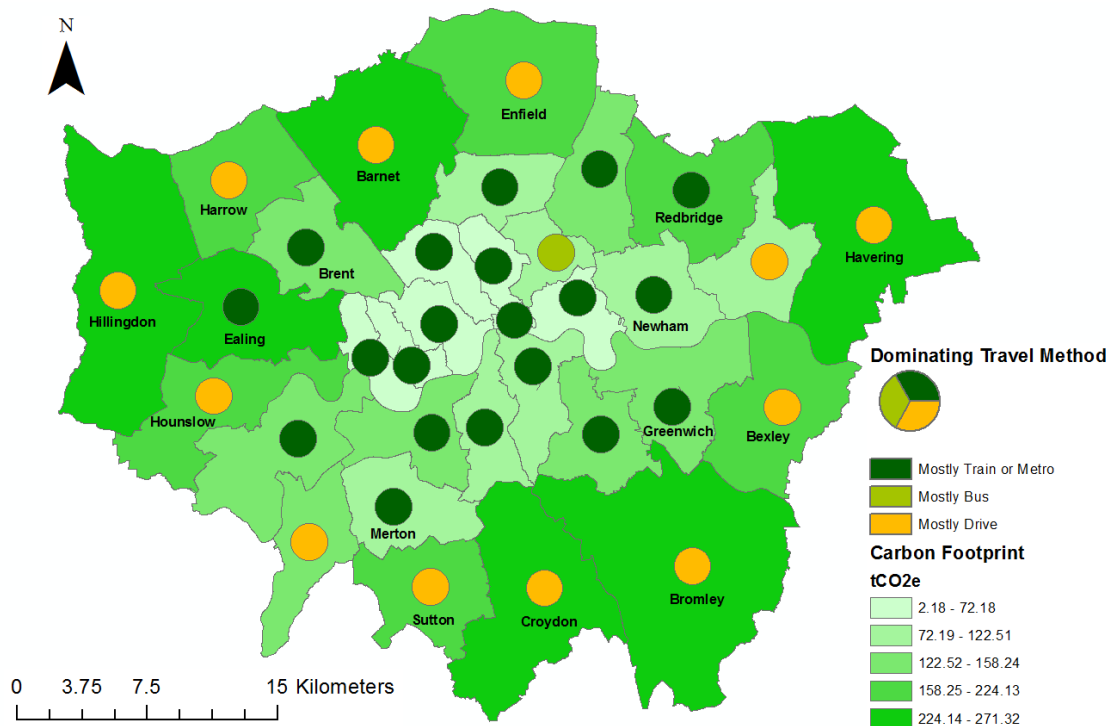 N
Enfield
Barnet
Harrow
Redbridge
Havering
Brent
Hillingdon
Ealing
Newham
Hounslow
Greenwich
Bexley
Merton
Sutton
Croydon
Bromley
Dominating Travel Method
Mostly Train or Metro
Mostly Bus
Mostly Drive
Carbon Footprint
tCO2e
2.18 - 72.18
72.19 - 122.51
122.52 - 158.24
158.25 - 224.13
224.14 - 271.32
0 3.75 7.5 15 Kilometers